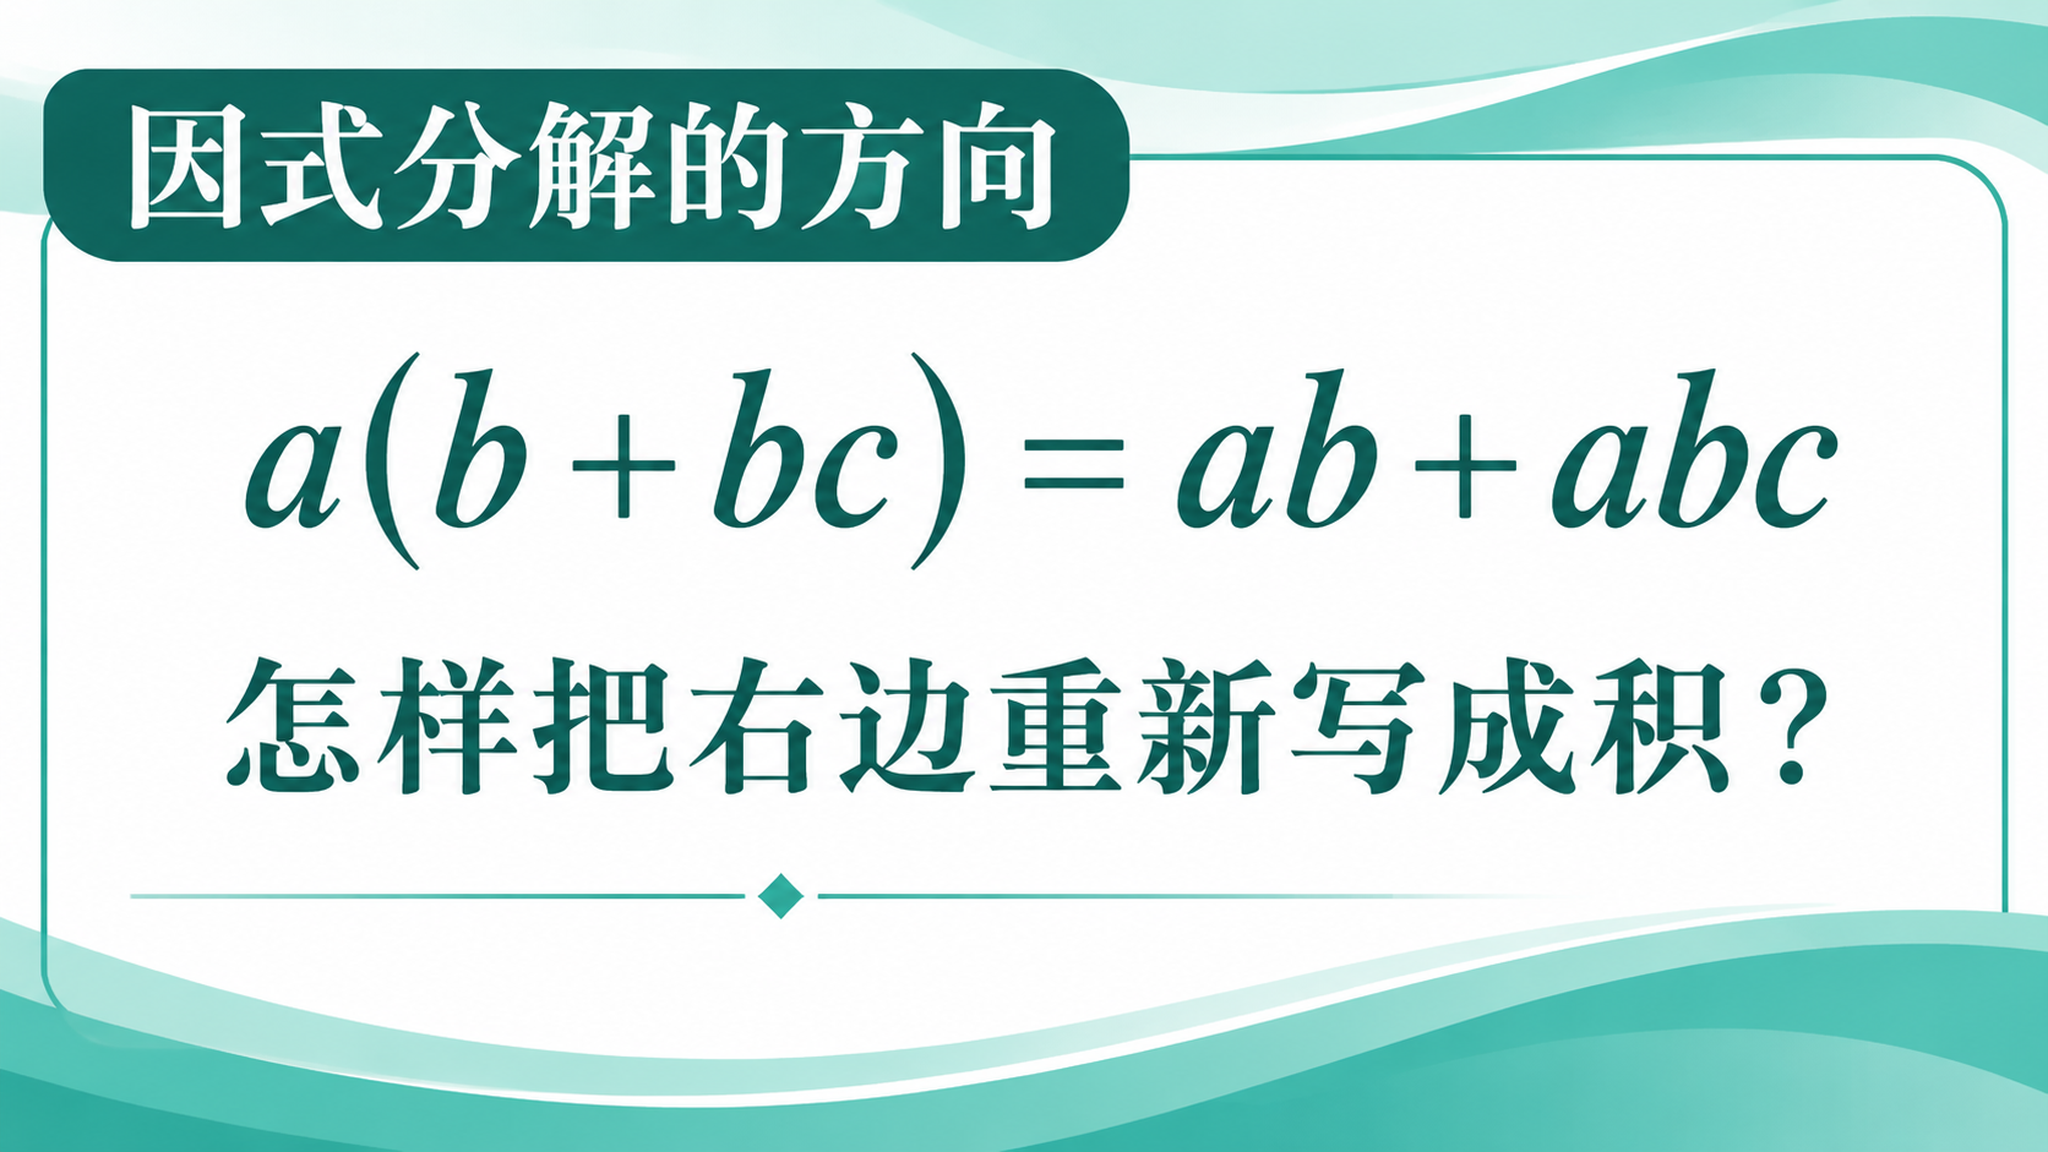 因式分解的方向
a(b + bc) = ab + abc
怎样把右边重新写成积？